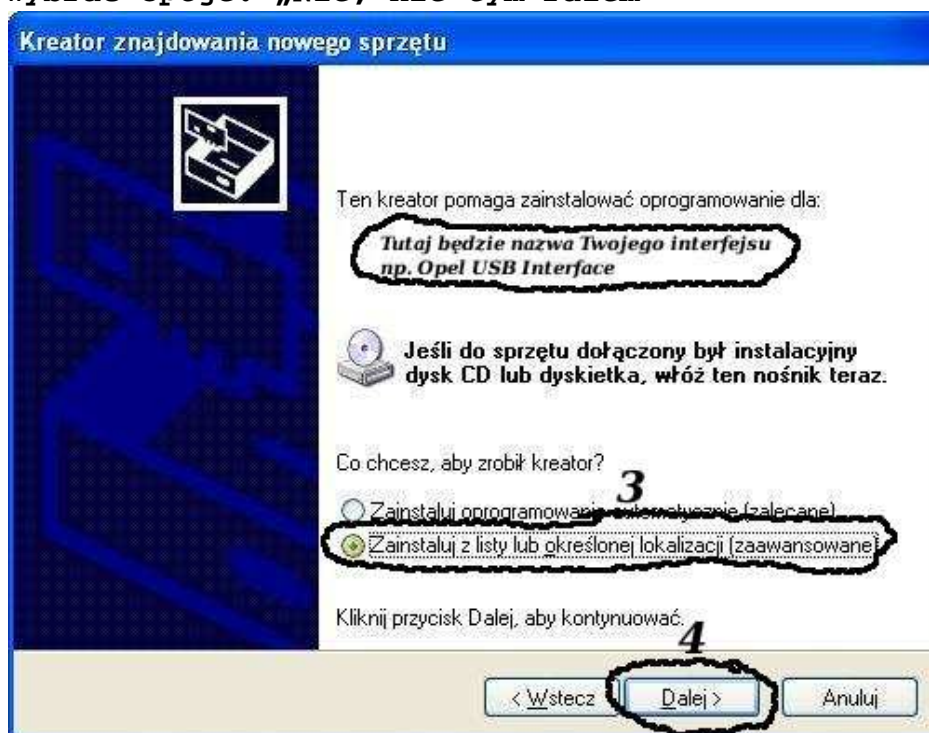 Kreator znajdowania nowego sprzętu
Ten kreator pomaga zainstalować oprogramowanie dla:
Tutaj będzie nazwa Twojego interfejsu
np. Opel USB Interface
Jeśli do sprzętu dołączony był instalacyjny
dysk CD lub dyskietka, włóż ten nośnik teraz.
Co chcesz, aby zrobił kreator?
3
Zainstaluj oprogramowanie automatycznie (zalecane)
Zainstaluj z listy lub określonej lokalizacji (zaawansowane)
Kliknij przycisk Dalej, aby kontynuować.
4
< Wstecz
Dalej >
Anuluj